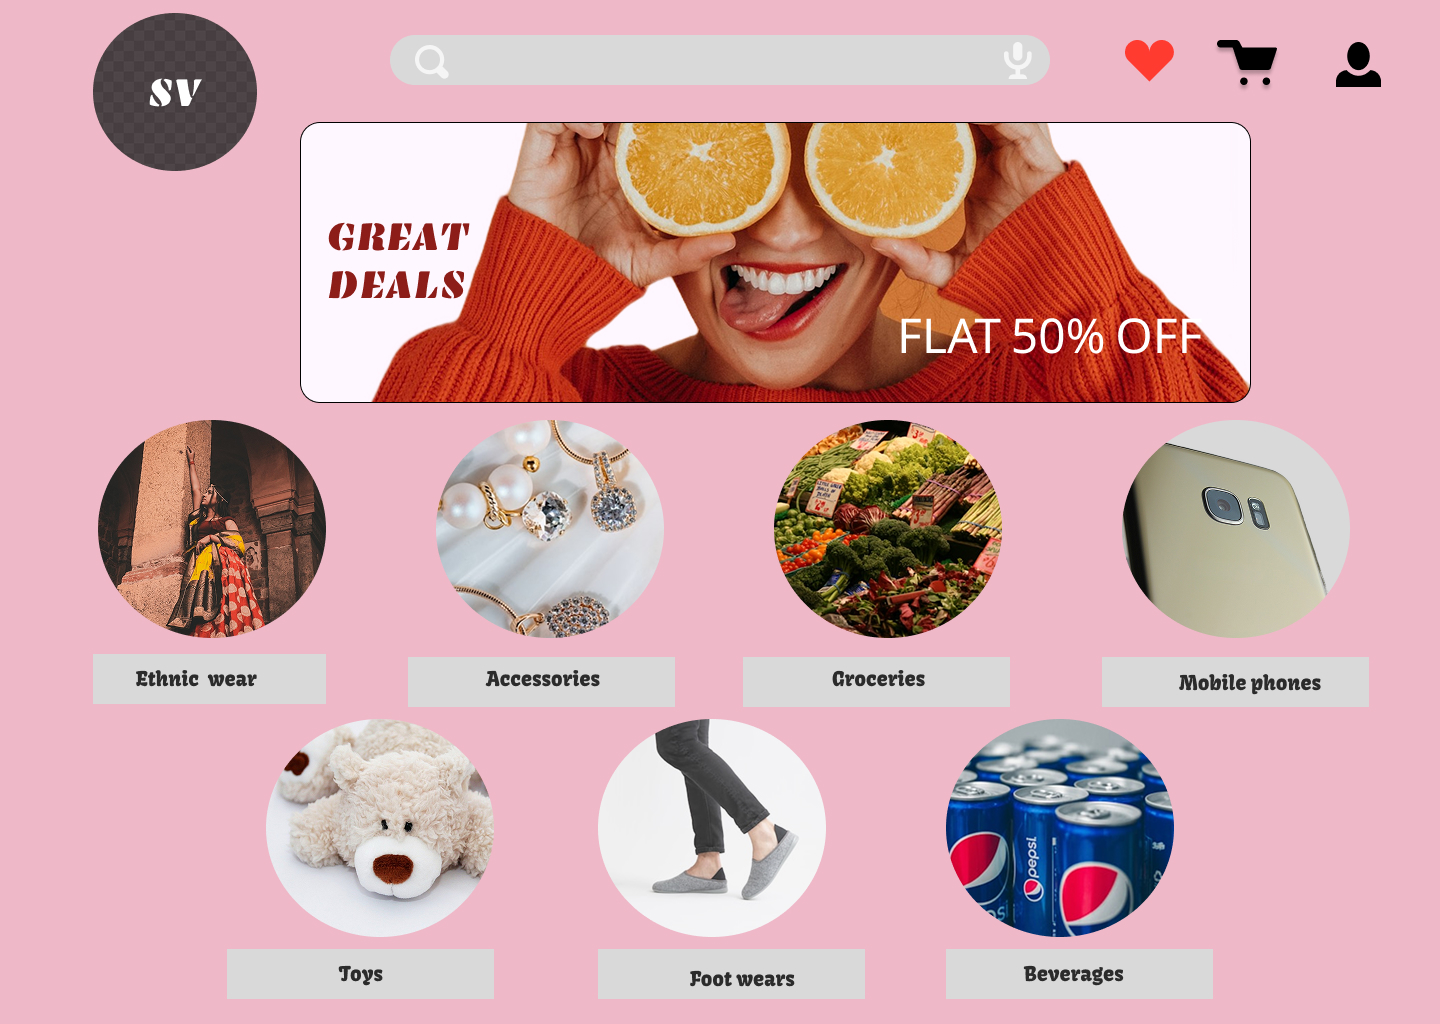 SV
GREAT
DEALS
FLAT 50% OFF
Ethnic wear
Accessories
Groceries
Mobile phones
Toys
Foot wears
Beverages
pepsi